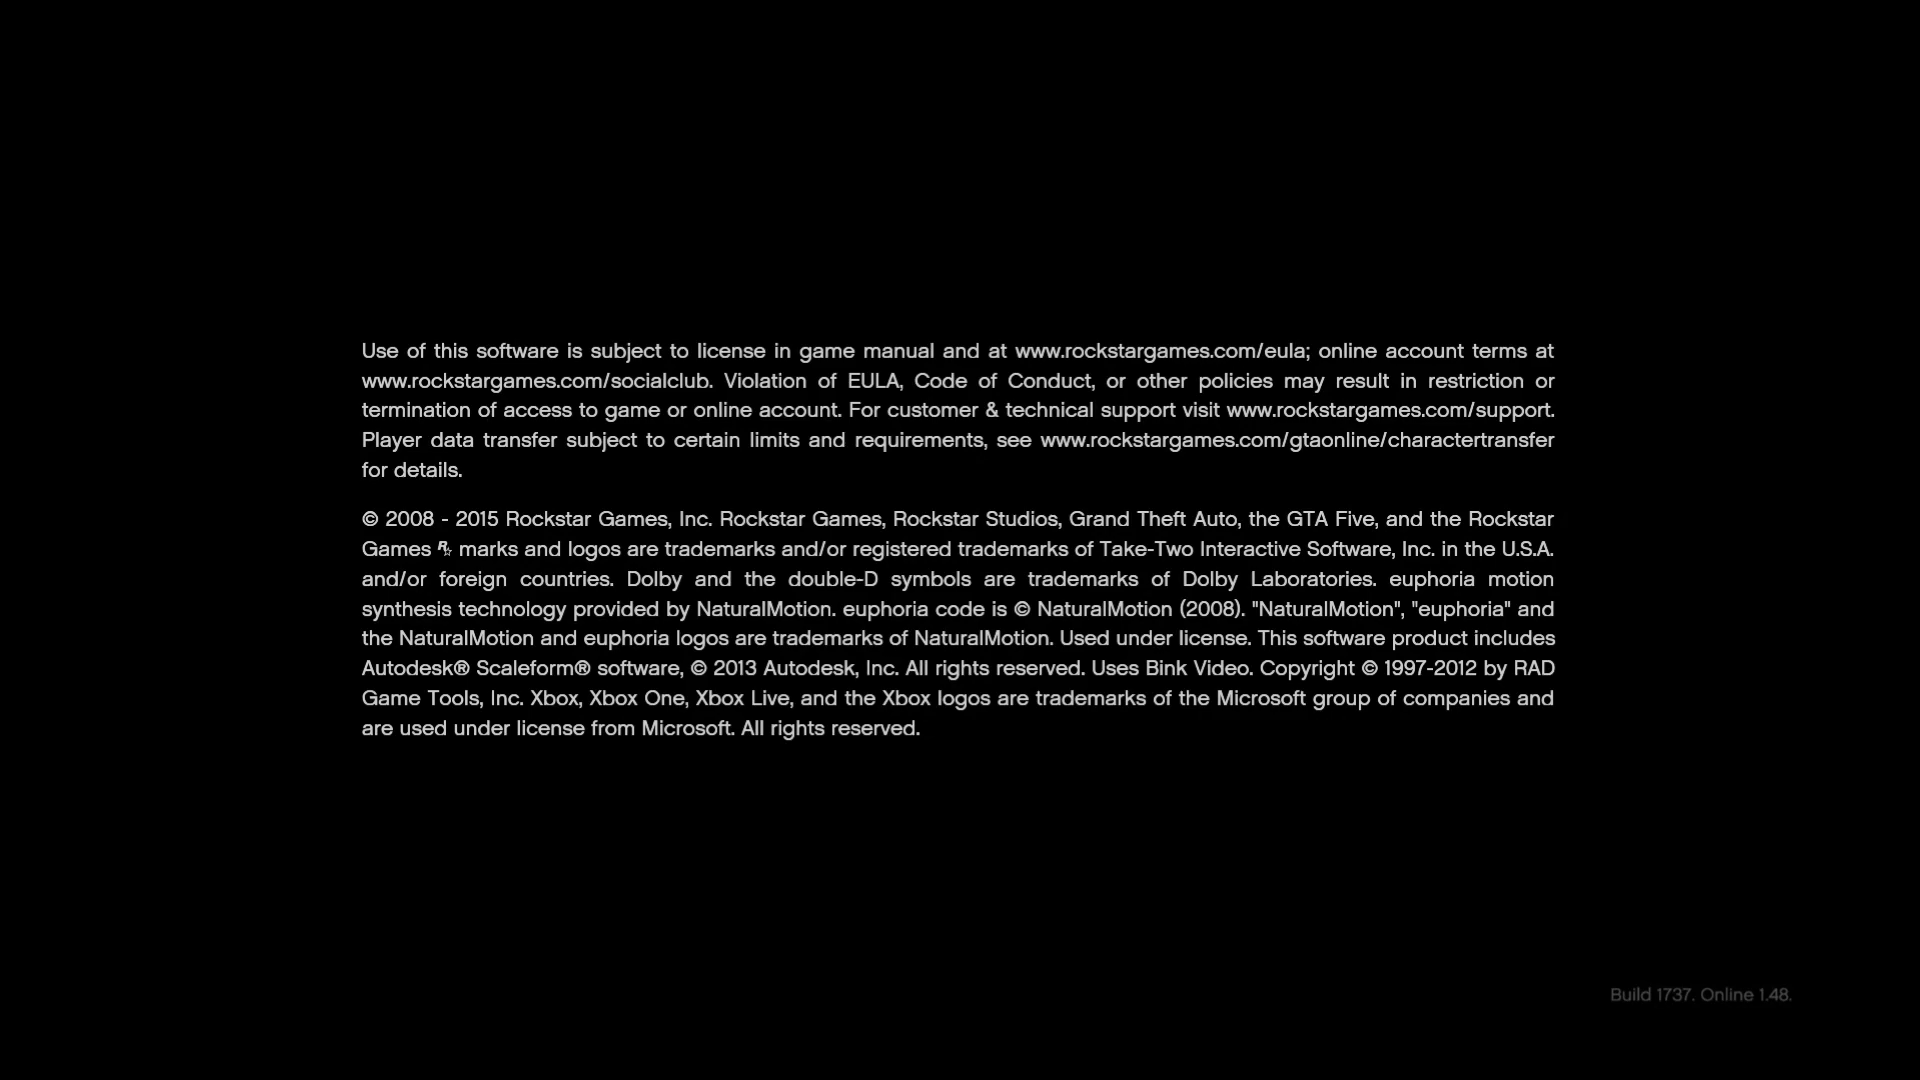 Use of this software is subject to license in game manual and at www.rockstargames.com/eula; online account terms at
www.rockstargames.com/socialclub. Violation of EULA, Code of Conduct, or other policies may result in restriction or
termination of access to game or online account. For customer & technical support visit www.rockstargames.com/support.
Player data transfer subject to certain limits and requirements, see www.rockstargames.com/gtaonline/charactertransfer
for details.
© 2008 - 2015 Rockstar Games, Inc. Rockstar Games, Rockstar Studios, Grand Theft Auto, the GTA Five, and the Rockstar
Games R☆ marks and logos are trademarks and/or registered trademarks of Take-Two Interactive Software, Inc. in the U.S.A.
and/or foreign countries. Dolby and the double-D symbols are trademarks of Dolby Laboratories. euphoria motion
synthesis technology provided by NaturalMotion. euphoria code is © NaturalMotion (2008). "NaturalMotion", "euphoria" and
the NaturalMotion and euphoria logos are trademarks of NaturalMotion. Used under license. This software product includes
Autodesk® Scaleform® software, © 2013 Autodesk, Inc. All rights reserved. Uses Bink Video. Copyright © 1997-2012 by RAD
Game Tools, Inc. Xbox, Xbox One, Xbox Live, and the Xbox logos are trademarks of the Microsoft group of companies and
are used under license from Microsoft. All rights reserved.
Build 1737. Online 1.48.